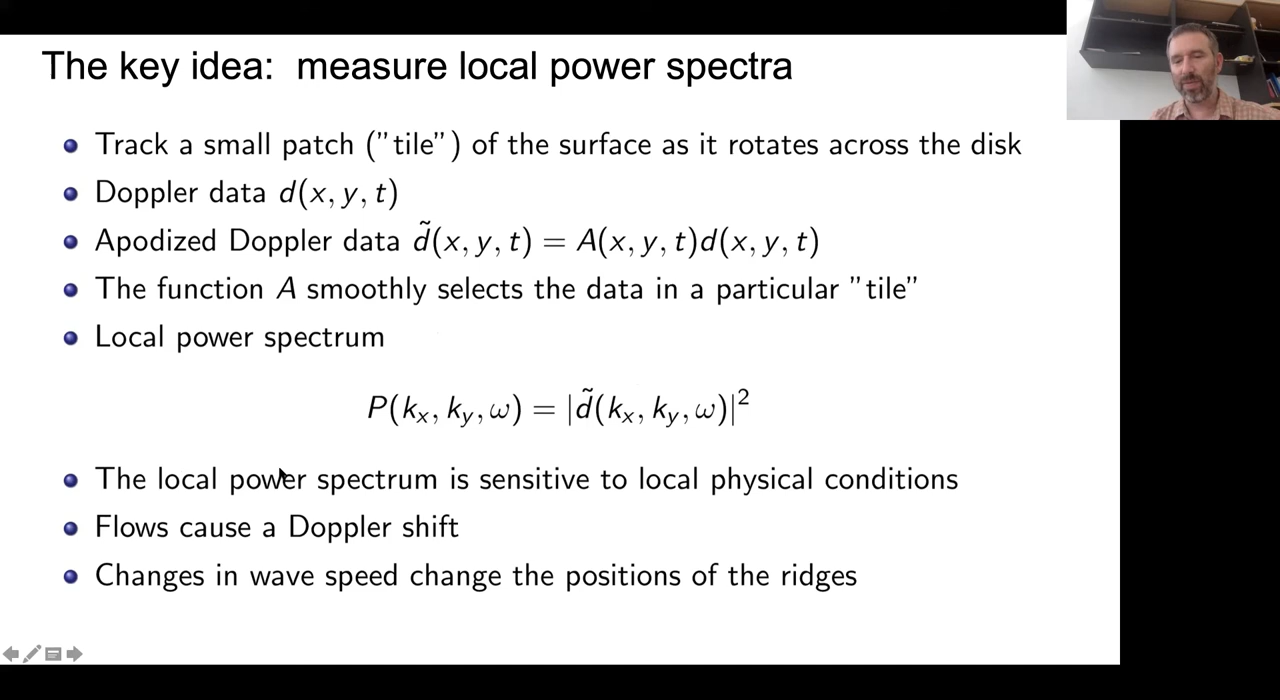 The key idea:  measure local power spectra
Track a small patch (”tile”) of the surface as it rotates across the disk
Doppler data d(x, y, t)
Apodized Doppler data d̃(x, y, t) = A(x, y, t)d(x, y, t)
The function A smoothly selects the data in a particular ”tile”
Local power spectrum
P(kₓ, k_y, ω) = |d̃(kₓ, k_y, ω)|²
The local power spectrum is sensitive to local physical conditions
Flows cause a Doppler shift
Changes in wave speed change the positions of the ridges